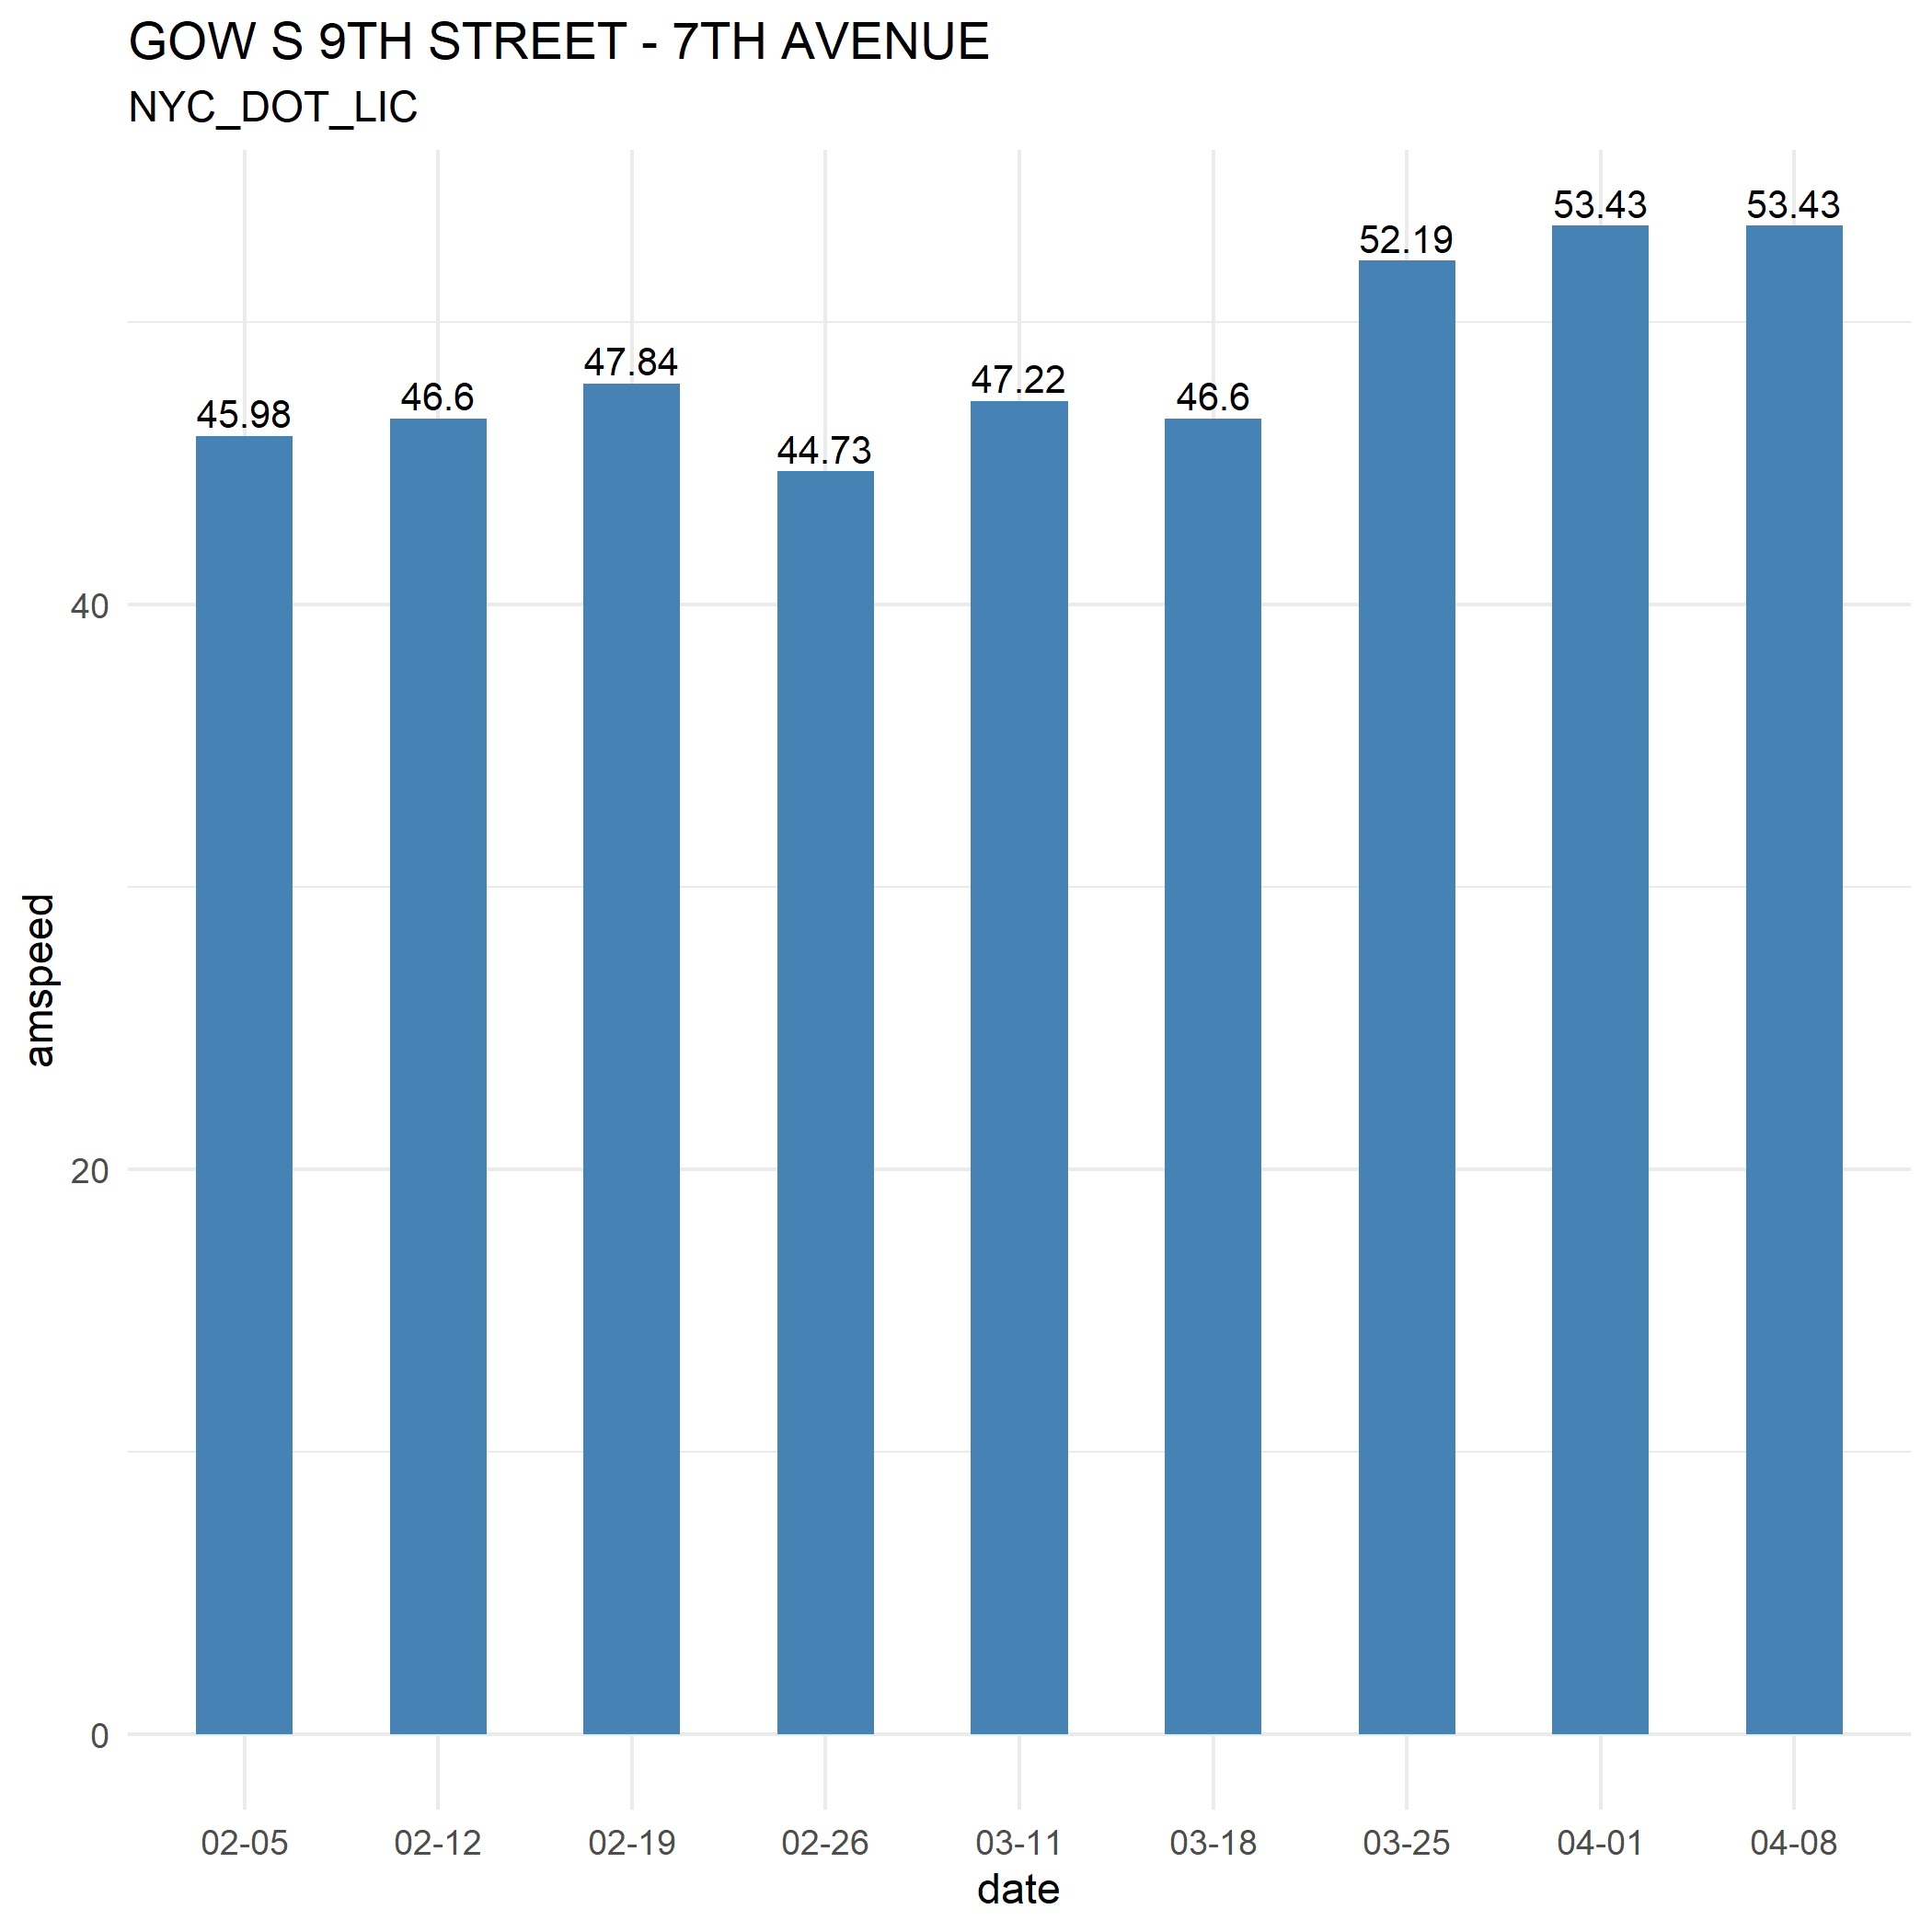 GOW S 9TH STREET - 7TH AVENUE
NYC_DOT_LIC
45.98
46.6
47.84
44.73
47.22
46.6
52.19
53.43
53.43
40
20
0
amspeed
02-05 02-12 02-19 02-26 03-11 03-18 03-25 04-01 04-08
date